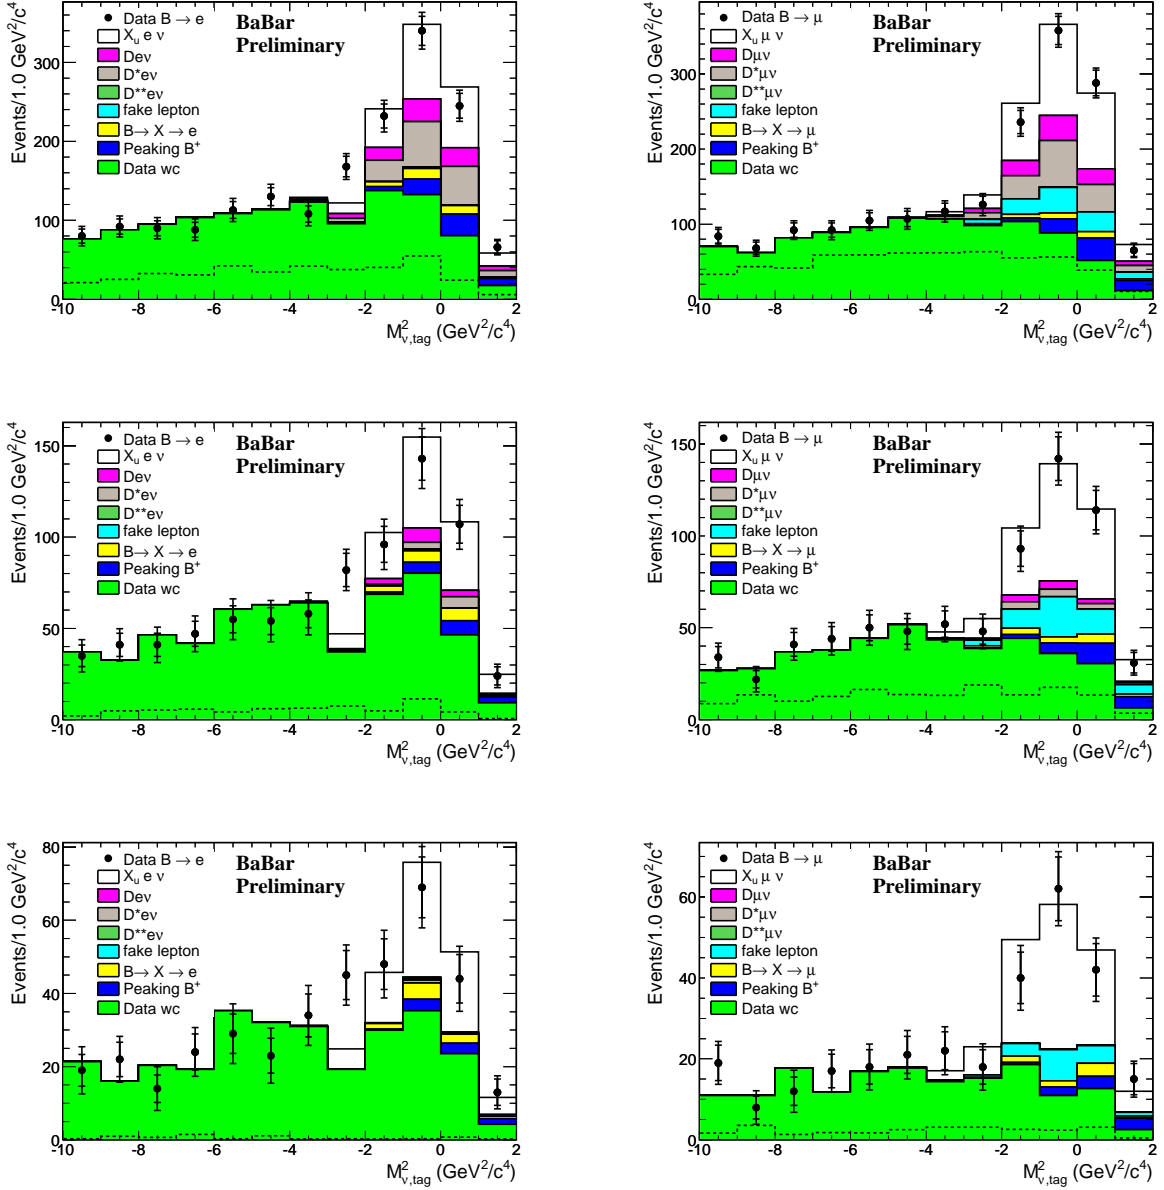 BaBar
Preliminary
Data B → e
X_u e ν
Deν
D*eν
D**eν
fake lepton
B→ X → e
Peaking B⁺
Data wc
Events/1.0 GeV²/c⁴
0
100
200
300
-10
-8
-6
-4
-2
0
2
M²_ν,tag (GeV²/c⁴)
BaBar
Preliminary
Data B → μ
X_u μ ν
Dμν
D*μν
D**μν
fake lepton
B→ X → μ
Peaking B⁺
Data wc
Events/1.0 GeV²/c⁴
0
100
200
300
-10
-8
-6
-4
-2
0
2
M²_ν,tag (GeV²/c⁴)
BaBar
Preliminary
Data B → e
X_u e ν
Deν
D*eν
D**eν
fake lepton
B→ X → e
Peaking B⁺
Data wc
Events/1.0 GeV²/c⁴
0
50
100
150
-10
-8
-6
-4
-2
0
2
M²_ν,tag (GeV²/c⁴)
BaBar
Preliminary
Data B → μ
X_u μ ν
Dμν
D*μν
D**μν
fake lepton
B→ X → μ
Peaking B⁺
Data wc
Events/1.0 GeV²/c⁴
0
50
100
150
-10
-8
-6
-4
-2
0
2
M²_ν,tag (GeV²/c⁴)
BaBar
Preliminary
Data B → e
X_u e ν
Deν
D*eν
D**eν
fake lepton
B→ X → e
Peaking B⁺
Data wc
Events/1.0 GeV²/c⁴
0
20
40
60
80
-10
-8
-6
-4
-2
0
2
M²_ν,tag (GeV²/c⁴)
BaBar
Preliminary
Data B → μ
X_u μ ν
Dμν
D*μν
D**μν
fake lepton
B→ X → μ
Peaking B⁺
Data wc
Events/1.0 GeV²/c⁴
0
20
40
60
-10
-8
-6
-4
-2
0
2
M²_ν,tag (GeV²/c⁴)